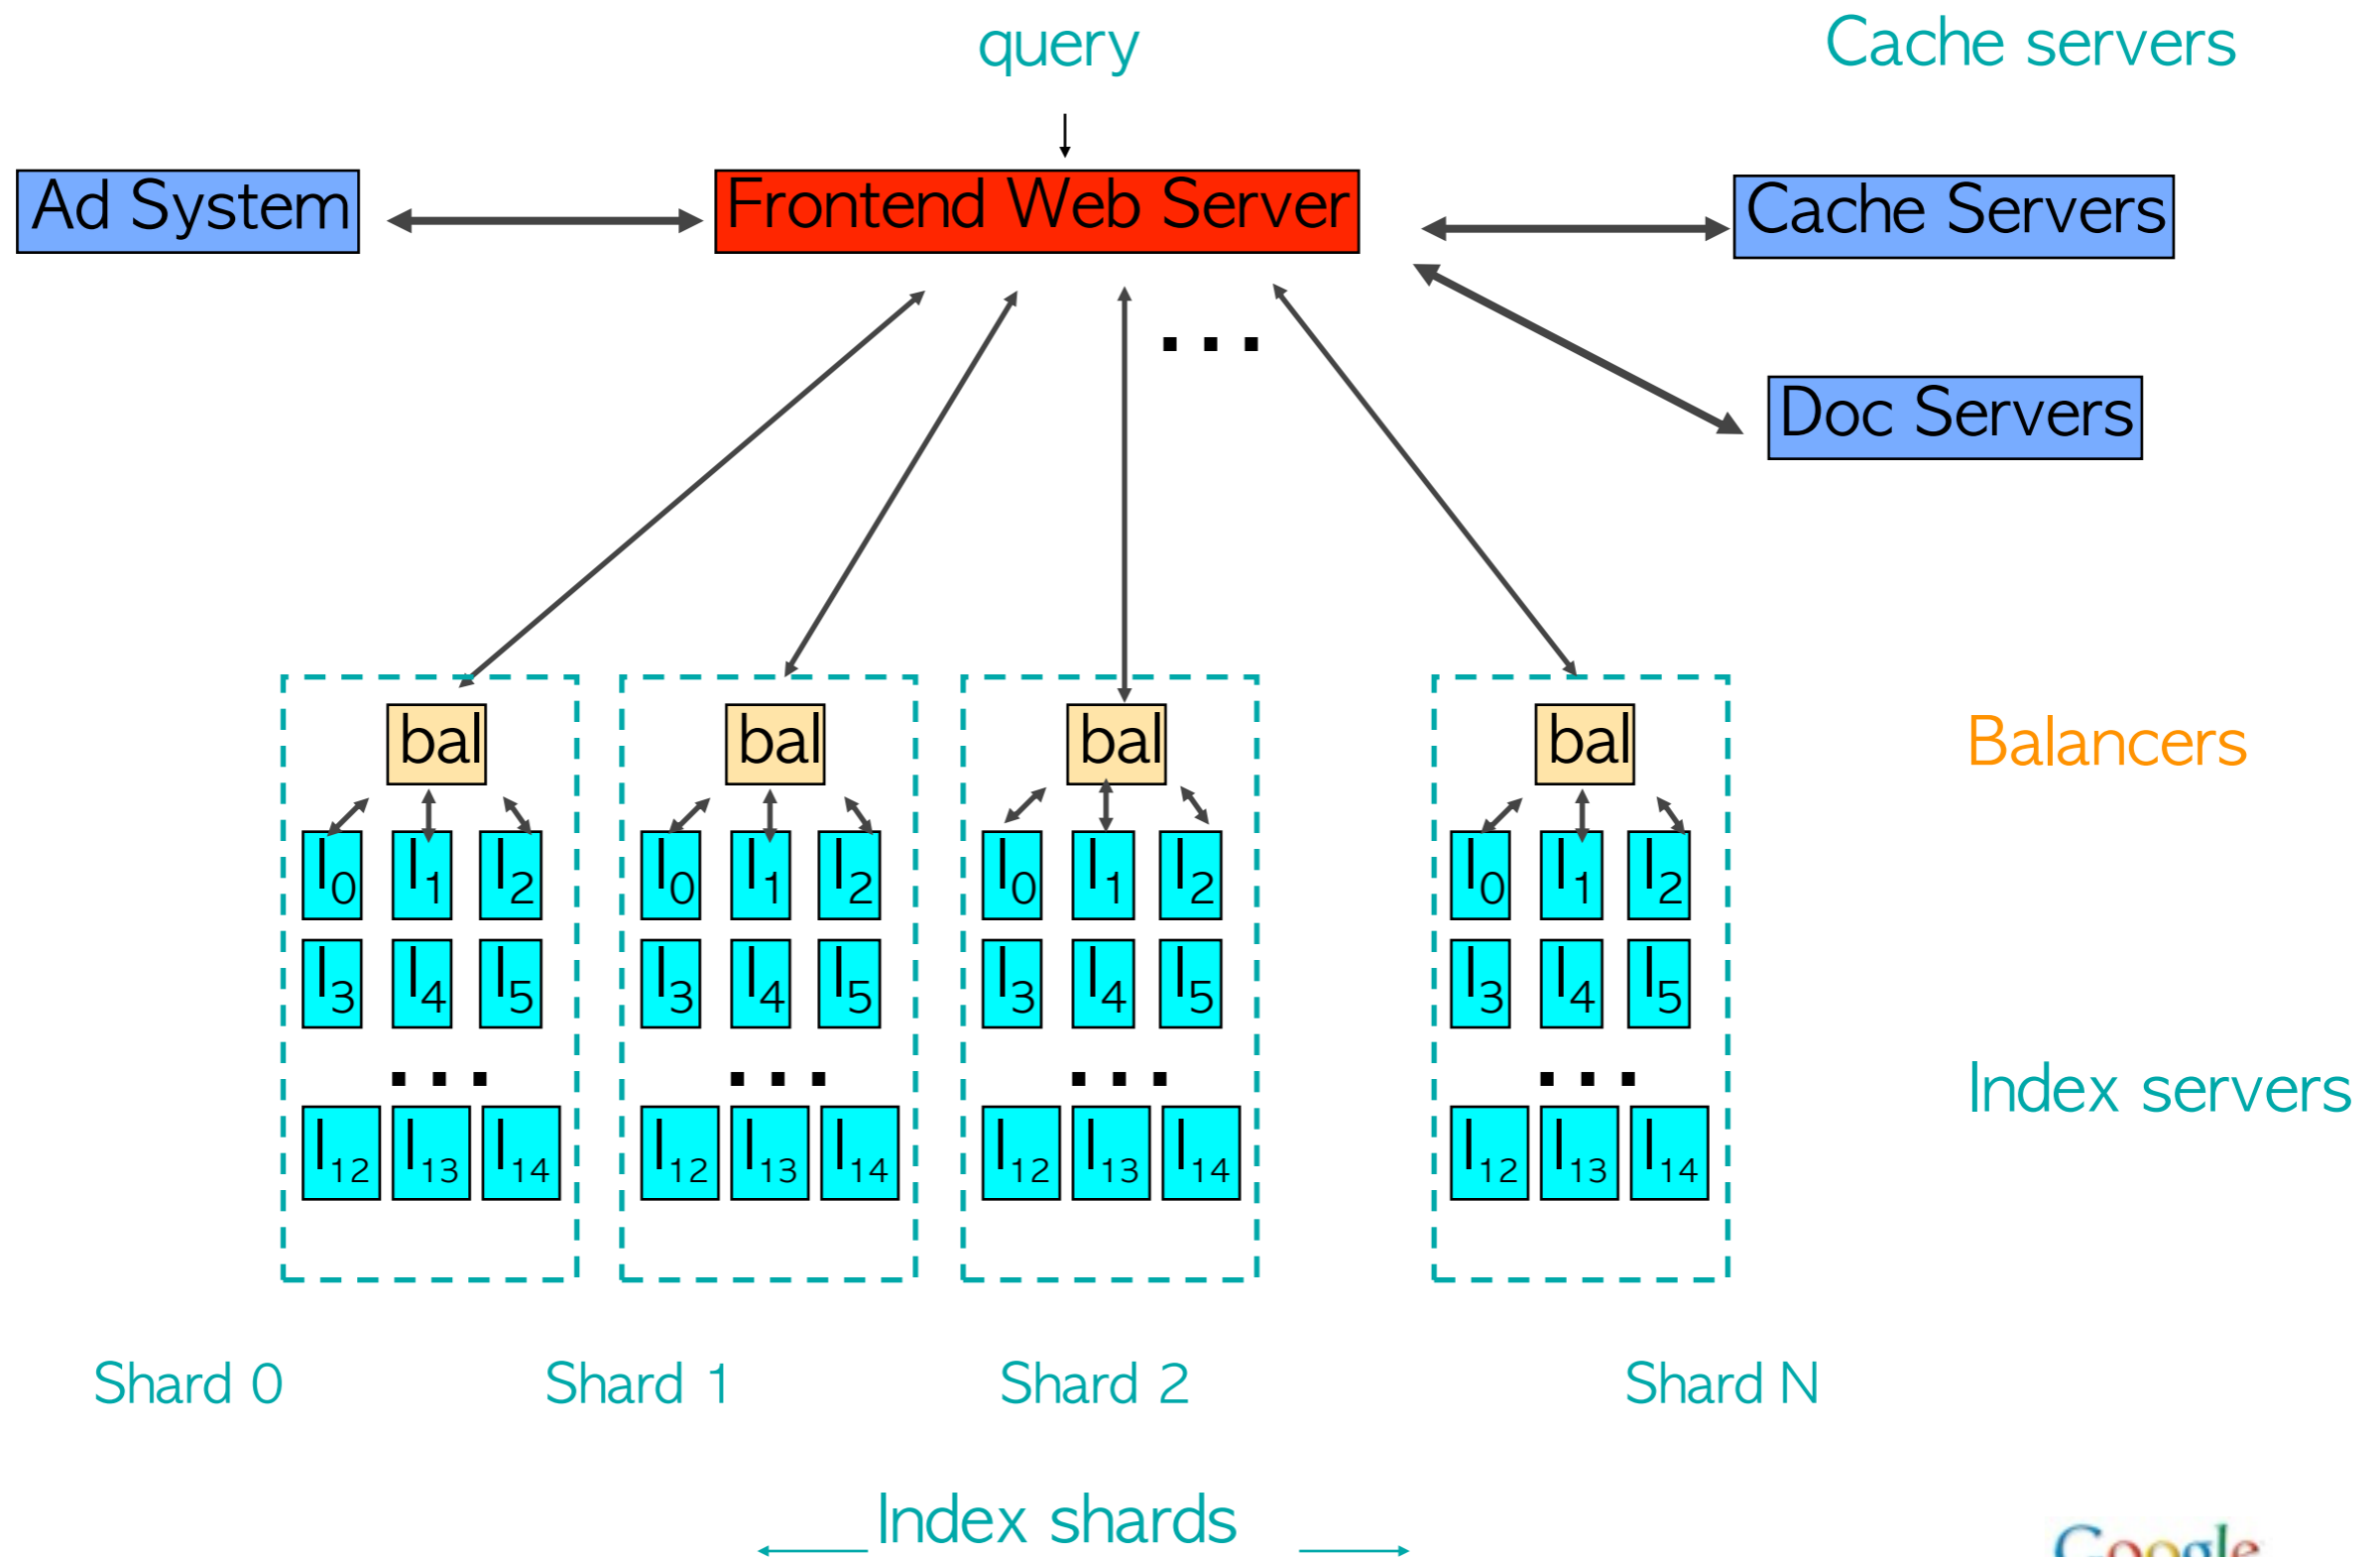 query
Cache servers
Ad System
Frontend Web Server
Cache Servers
...
Doc Servers
bal bal bal bal
Balancers
I0 I1 I2 I0 I1 I2 I0 I1 I2 I0 I1 I2
I3 I4 I5 I3 I4 I5 I3 I4 I5 I3 I4 I5
... ... ... ...
Index servers
I12 I13 I14 I12 I13 I14 I12 I13 I14 I12 I13 I14
Shard 0 Shard 1 Shard 2 Shard N
Index shards
Google